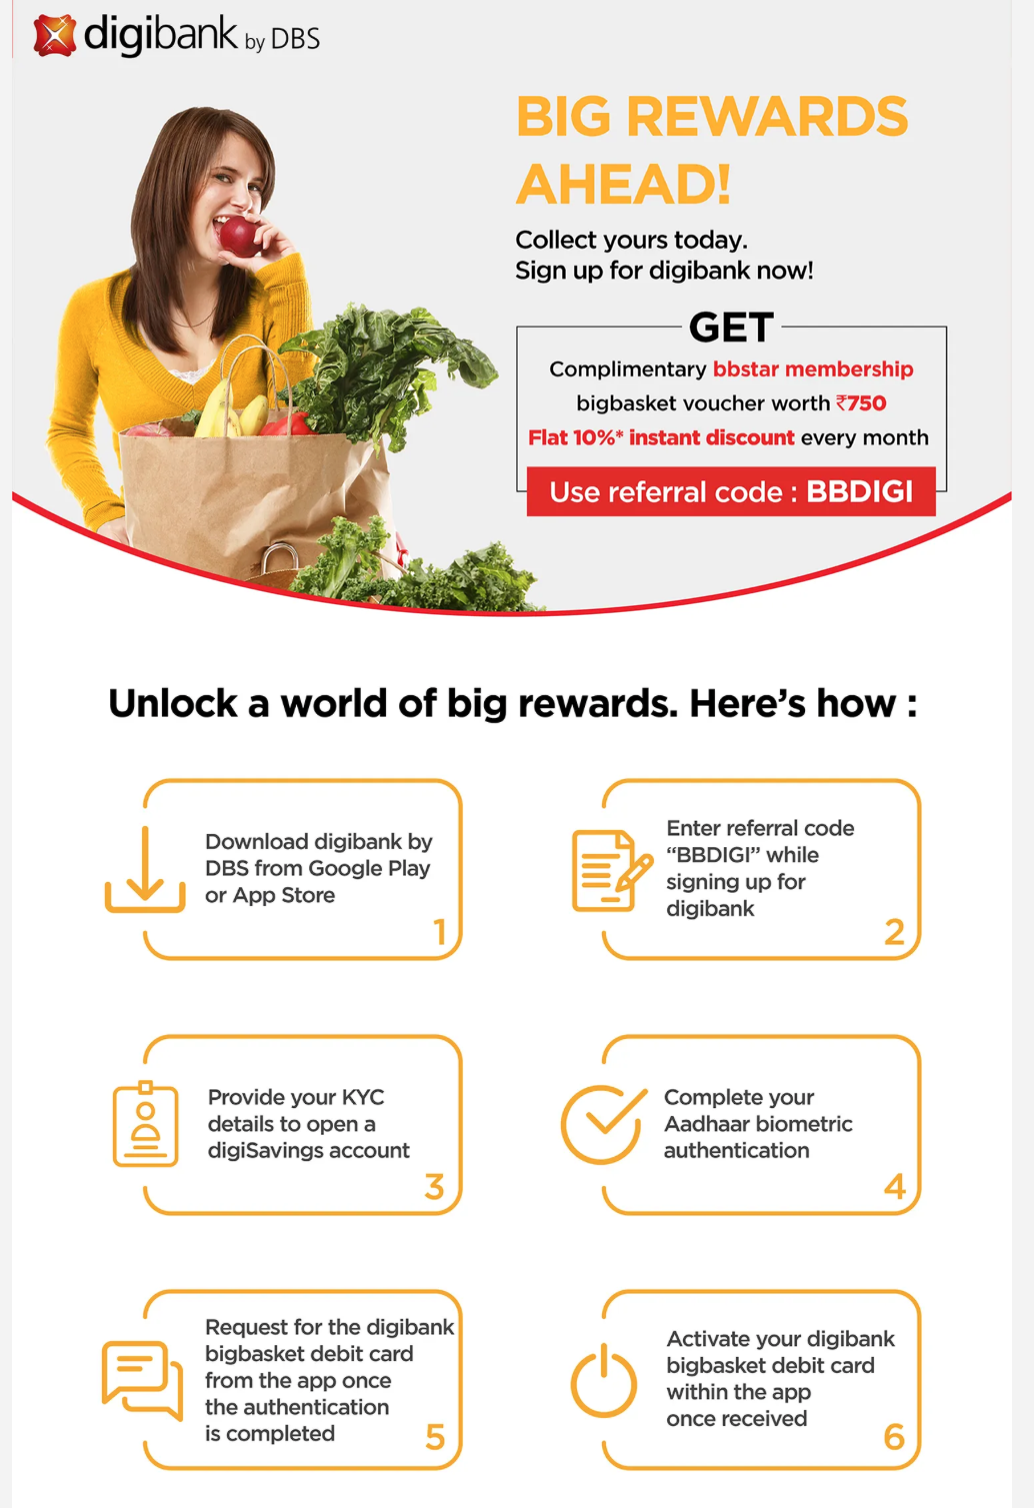 digibank by DBS
BIG REWARDS
AHEAD!
Collect yours today.
Sign up for digibank now!
GET
Complimentary bbstar membership
bigbasket voucher worth ₹750
Flat 10%* instant discount every month
Use referral code : BBDIGI
Unlock a world of big rewards. Here's how :
Download digibank by
DBS from Google Play
or App Store
1
Enter referral code
“BBDIGI” while
signing up for
digibank
2
Provide your KYC
details to open a
digiSavings account
3
Complete your
Aadhaar biometric
authentication
4
Request for the digibank
bigbasket debit card
from the app once
the authentication
is completed
5
Activate your digibank
bigbasket debit card
within the app
once received
6